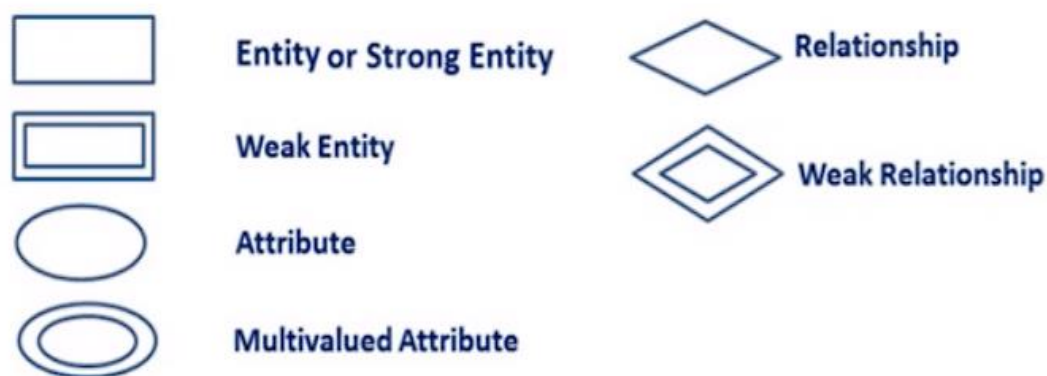 Entity or Strong Entity
Relationship
Weak Entity
Weak Relationship
Attribute
Multivalued Attribute